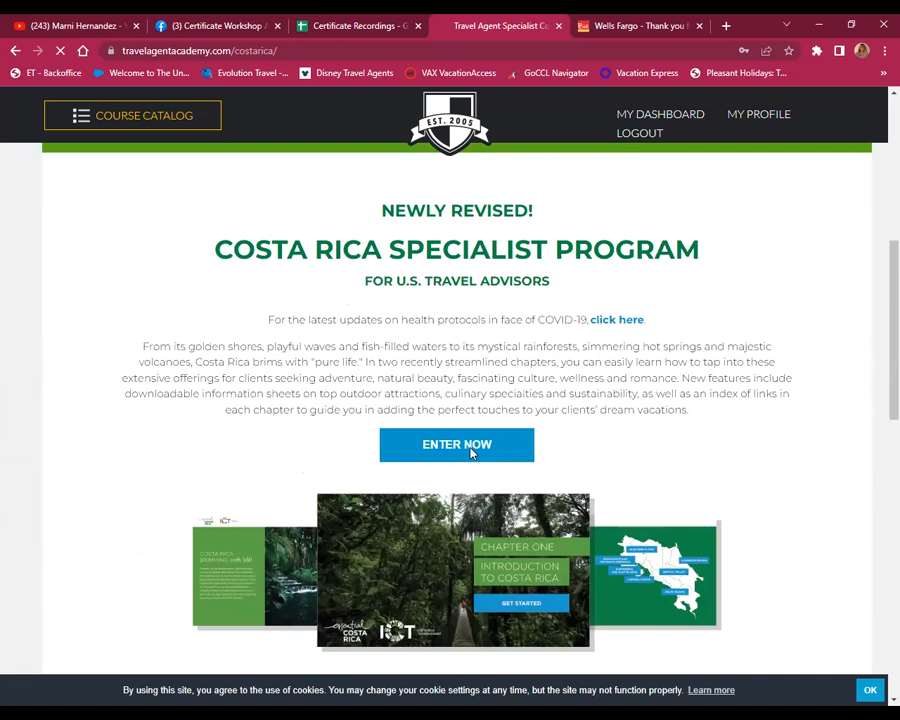 (243) Marni Hernandez -
(3) Certificate Workshop
Certificate Recordings - G
Travel Agent Specialist Co
Wells Fargo - Thank you f
travelagentacademy.com/costarica/
ET - Backoffice
Welcome to The Un...
Evolution Travel -...
Disney Travel Agents
VAX VacationAccess
GoCCL Navigator
Vacation Express
Pleasant Holidays: T...
COURSE CATALOG
EST. 2005
MY DASHBOARD
MY PROFILE
LOGOUT
NEWLY REVISED!
COSTA RICA SPECIALIST PROGRAM
FOR U.S. TRAVEL ADVISORS
For the latest updates on health protocols in face of COVID-19, click here.
From its golden shores, playful waves and fish-filled waters to its mystical rainforests, simmering hot springs and majestic
volcanoes, Costa Rica brims with "pure life." In two recently streamlined chapters, you can easily learn how to tap into these
extensive offerings for clients seeking adventure, natural beauty, fascinating culture, wellness and romance. New features include
downloadable information sheets on top outdoor attractions, culinary specialties and sustainability, as well as an index of links in
each chapter to guide you in adding the perfect touches to your clients' dream vacations.
ENTER NOW
CHAPTER ONE
INTRODUCTION
TO COSTA RICA
GET STARTED
essential
COSTA
RICA
ICT
By using this site, you agree to the use of cookies. You may change your cookie settings at any time, but the site may not function properly. Learn more
OK